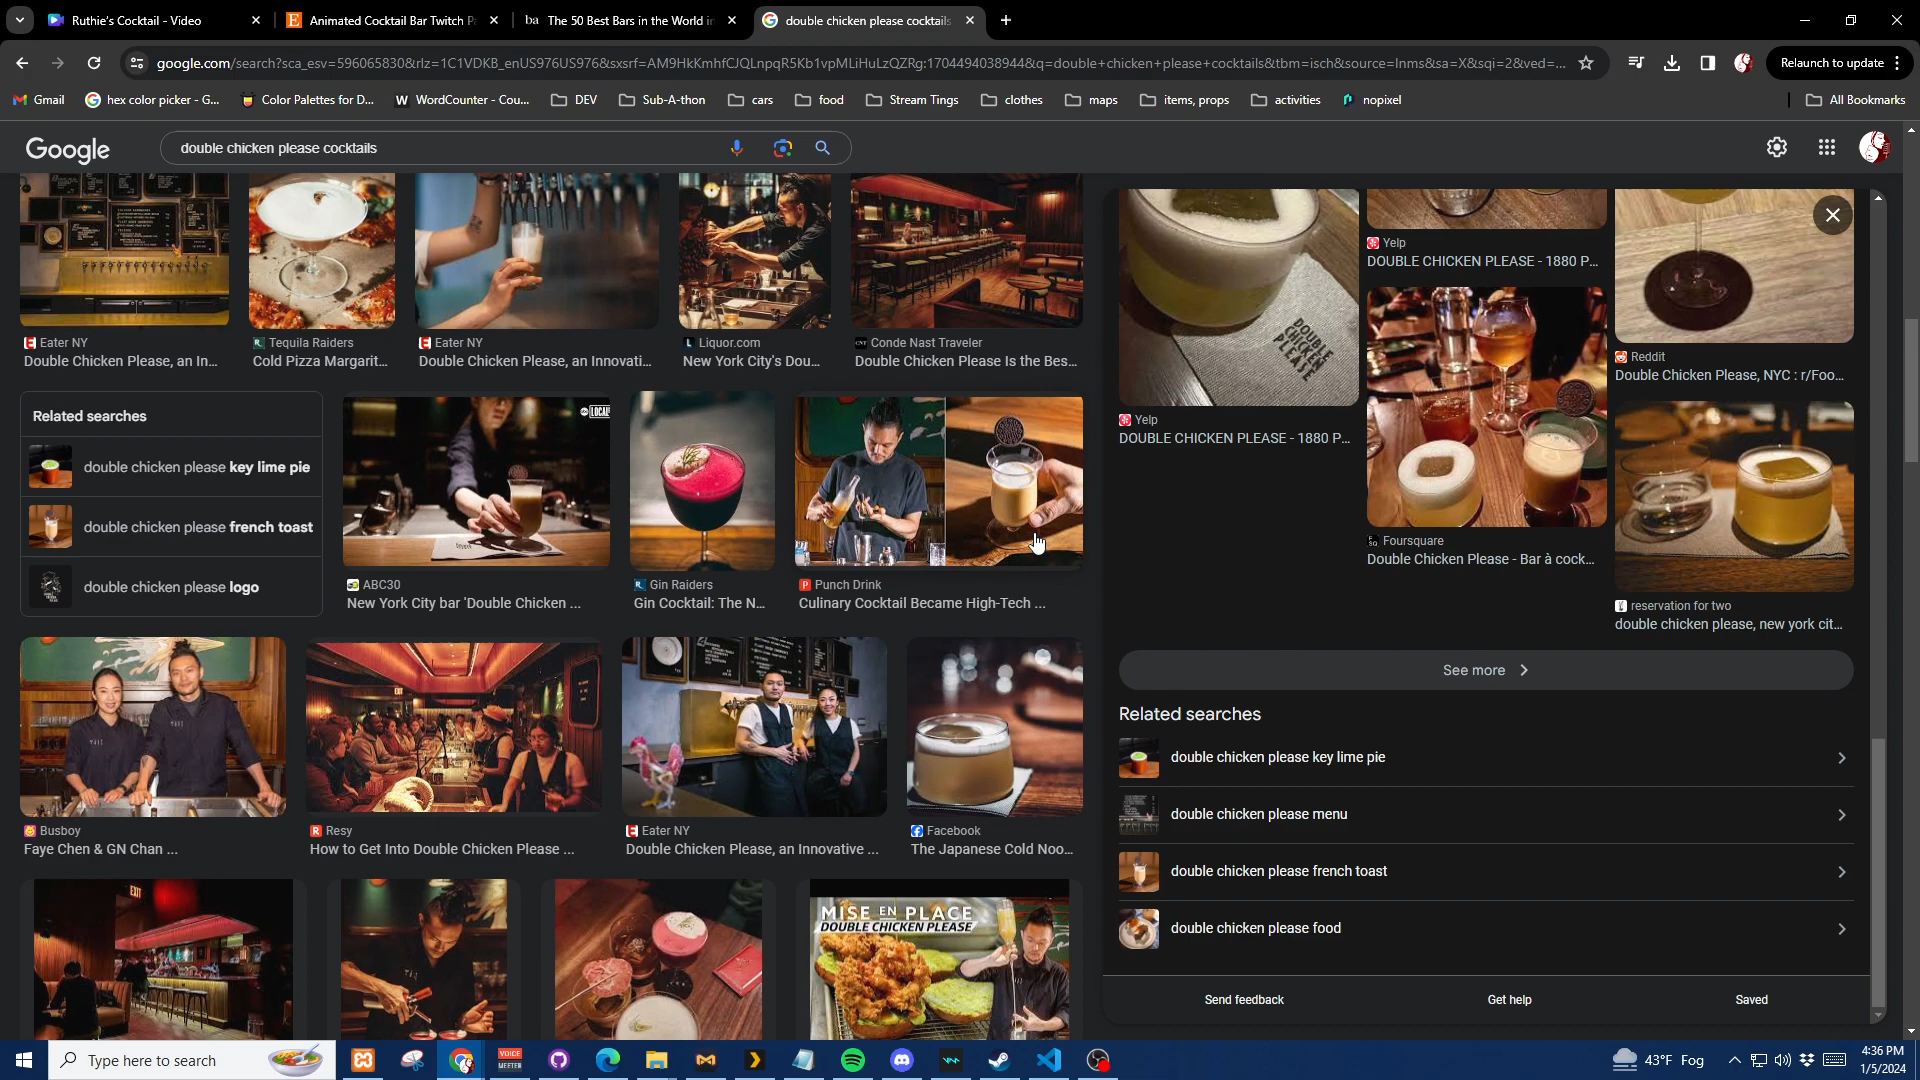 Ruthie's Cocktail - Video
Animated Cocktail Bar Twitch P
The 50 Best Bars in the World in
double chicken please cocktails
google.com/search?sca_esv=596065830&rlz=1C1VDKB_enUS976US976&sxsrf=AM9HkKmhfCJQLnpqR5Kb1vpMLiHuLzQZRg:1704494038944&q=double+chicken+please+cocktails&tbm=isch&source=lnms&sa=X&sqi=2&ved=...
Relaunch to update
Gmail
hex color picker - G...
Color Palettes for D...
WordCounter - Cou...
DEV
Sub-A-thon
cars
food
Stream Tings
clothes
maps
items, props
activities
nopixel
All Bookmarks
Google
double chicken please cocktails
Eater NY
Double Chicken Please, an In...
Tequila Raiders
Cold Pizza Margarit...
Eater NY
Double Chicken Please, an Innovati...
Liquor.com
New York City's Dou...
Conde Nast Traveler
Double Chicken Please Is the Bes...
Related searches
double chicken please key lime pie
double chicken please french toast
double chicken please logo
LOCAL
ABC30
New York City bar 'Double Chicken ...
Gin Raiders
Gin Cocktail: The N...
Punch Drink
Culinary Cocktail Became High-Tech ...
Busboy
Faye Chen & GN Chan ...
Resy
How to Get Into Double Chicken Please ...
Eater NY
Double Chicken Please, an Innovative ...
Facebook
The Japanese Cold Noo...
EXIT
MISE EN PLACE
DOUBLE CHICKEN PLEASE
DOUBLE
CHICKEN
PLEASE
Yelp
DOUBLE CHICKEN PLEASE - 1880 P...
Yelp
DOUBLE CHICKEN PLEASE - 1880 P...
Foursquare
Double Chicken Please - Bar à cock...
Reddit
Double Chicken Please, NYC : r/Foo...
reservation for two
double chicken please, new york cit...
See more
Related searches
double chicken please key lime pie
double chicken please menu
double chicken please french toast
double chicken please food
Send feedback
Get help
Saved
Type here to search
VOICE
MEETER
43°F Fog
4:36 PM
1/5/2024